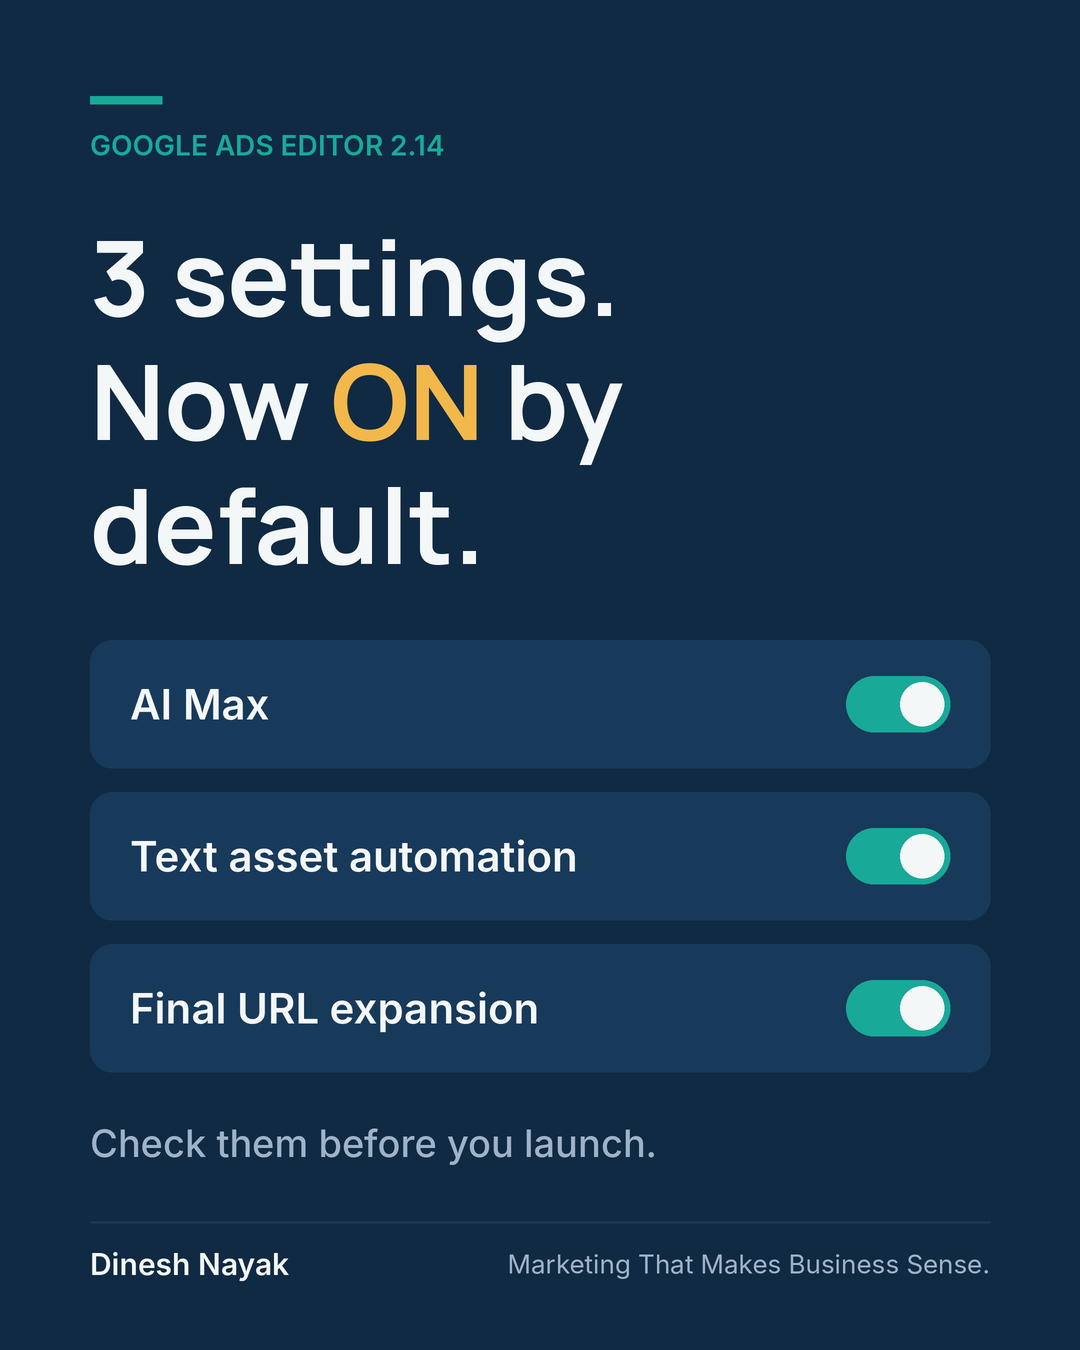 GOOGLE ADS EDITOR 2.14
3 settings.
Now ON by
default.
AI Max
Text asset automation
Final URL expansion
Check them before you launch.
Dinesh Nayak
Marketing That Makes Business Sense.